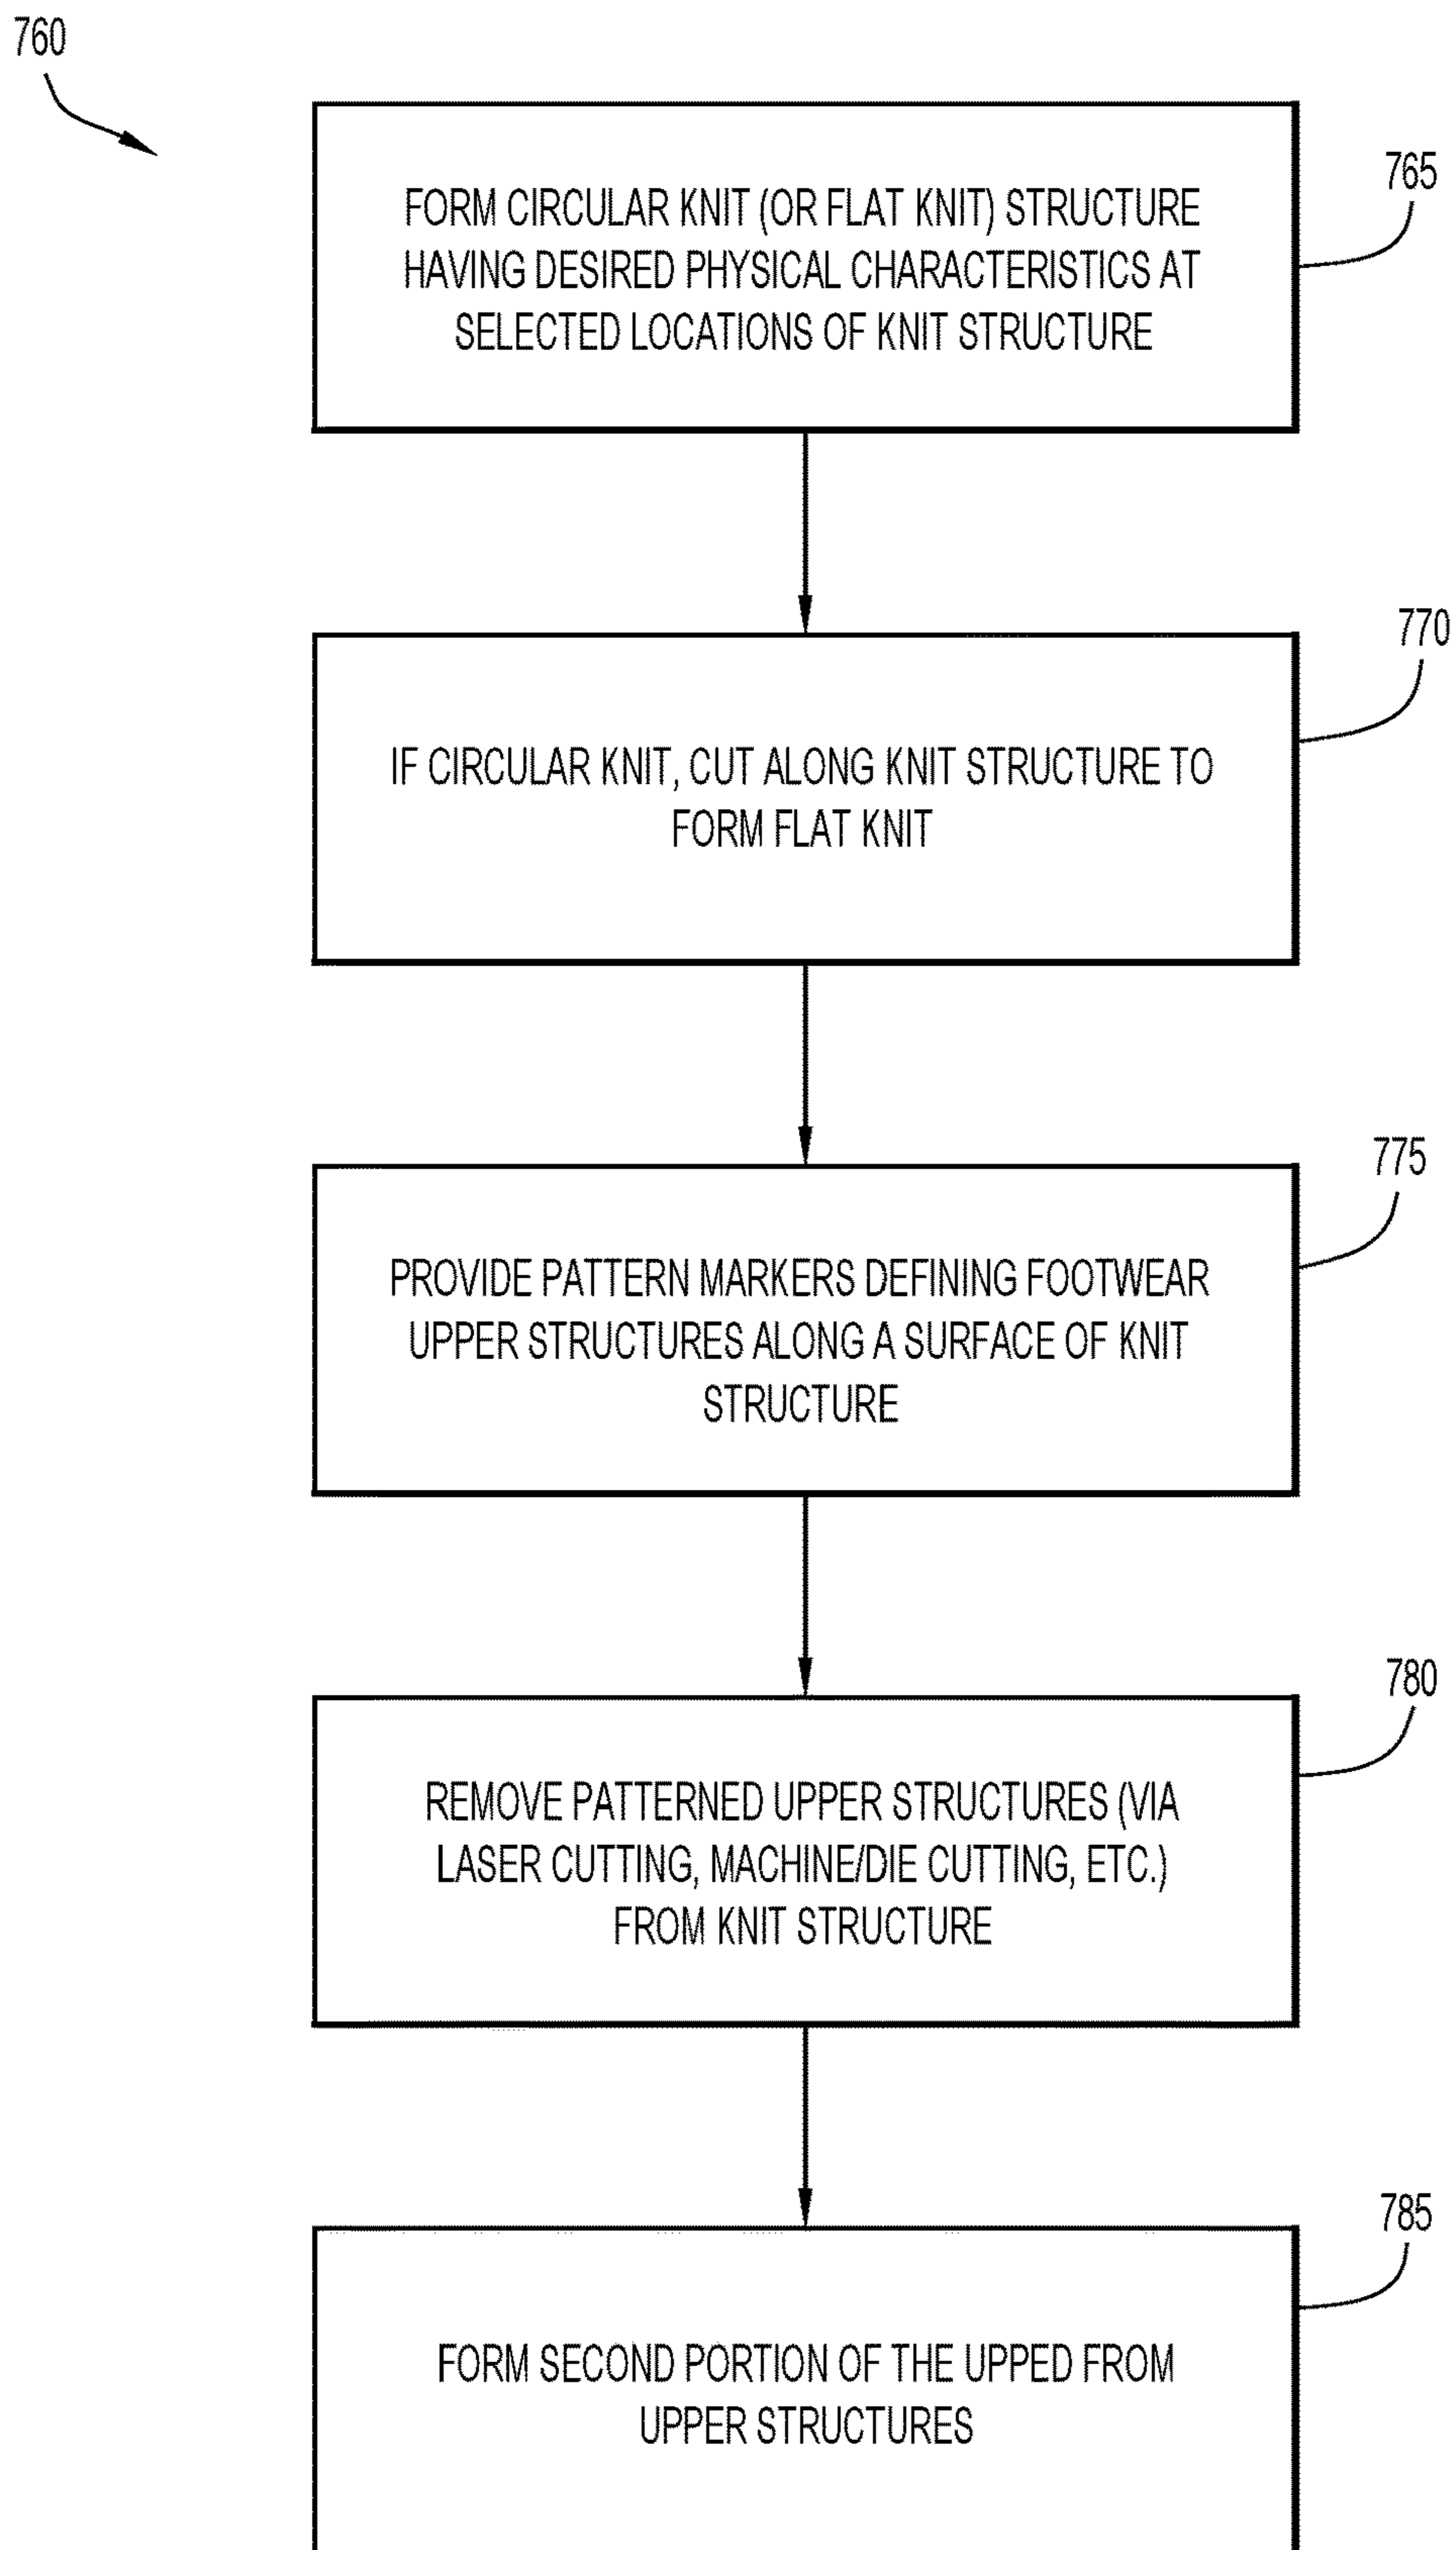 760
FORM CIRCULAR KNIT (OR FLAT KNIT) STRUCTURE
HAVING DESIRED PHYSICAL CHARACTERISTICS AT
SELECTED LOCATIONS OF KNIT STRUCTURE
765
IF CIRCULAR KNIT, CUT ALONG KNIT STRUCTURE TO
FORM FLAT KNIT
770
PROVIDE PATTERN MARKERS DEFINING FOOTWEAR
UPPER STRUCTURES ALONG A SURFACE OF KNIT
STRUCTURE
775
REMOVE PATTERNED UPPER STRUCTURES (VIA
LASER CUTTING, MACHINE/DIE CUTTING, ETC.)
FROM KNIT STRUCTURE
780
FORM SECOND PORTION OF THE UPPED FROM
UPPER STRUCTURES
785